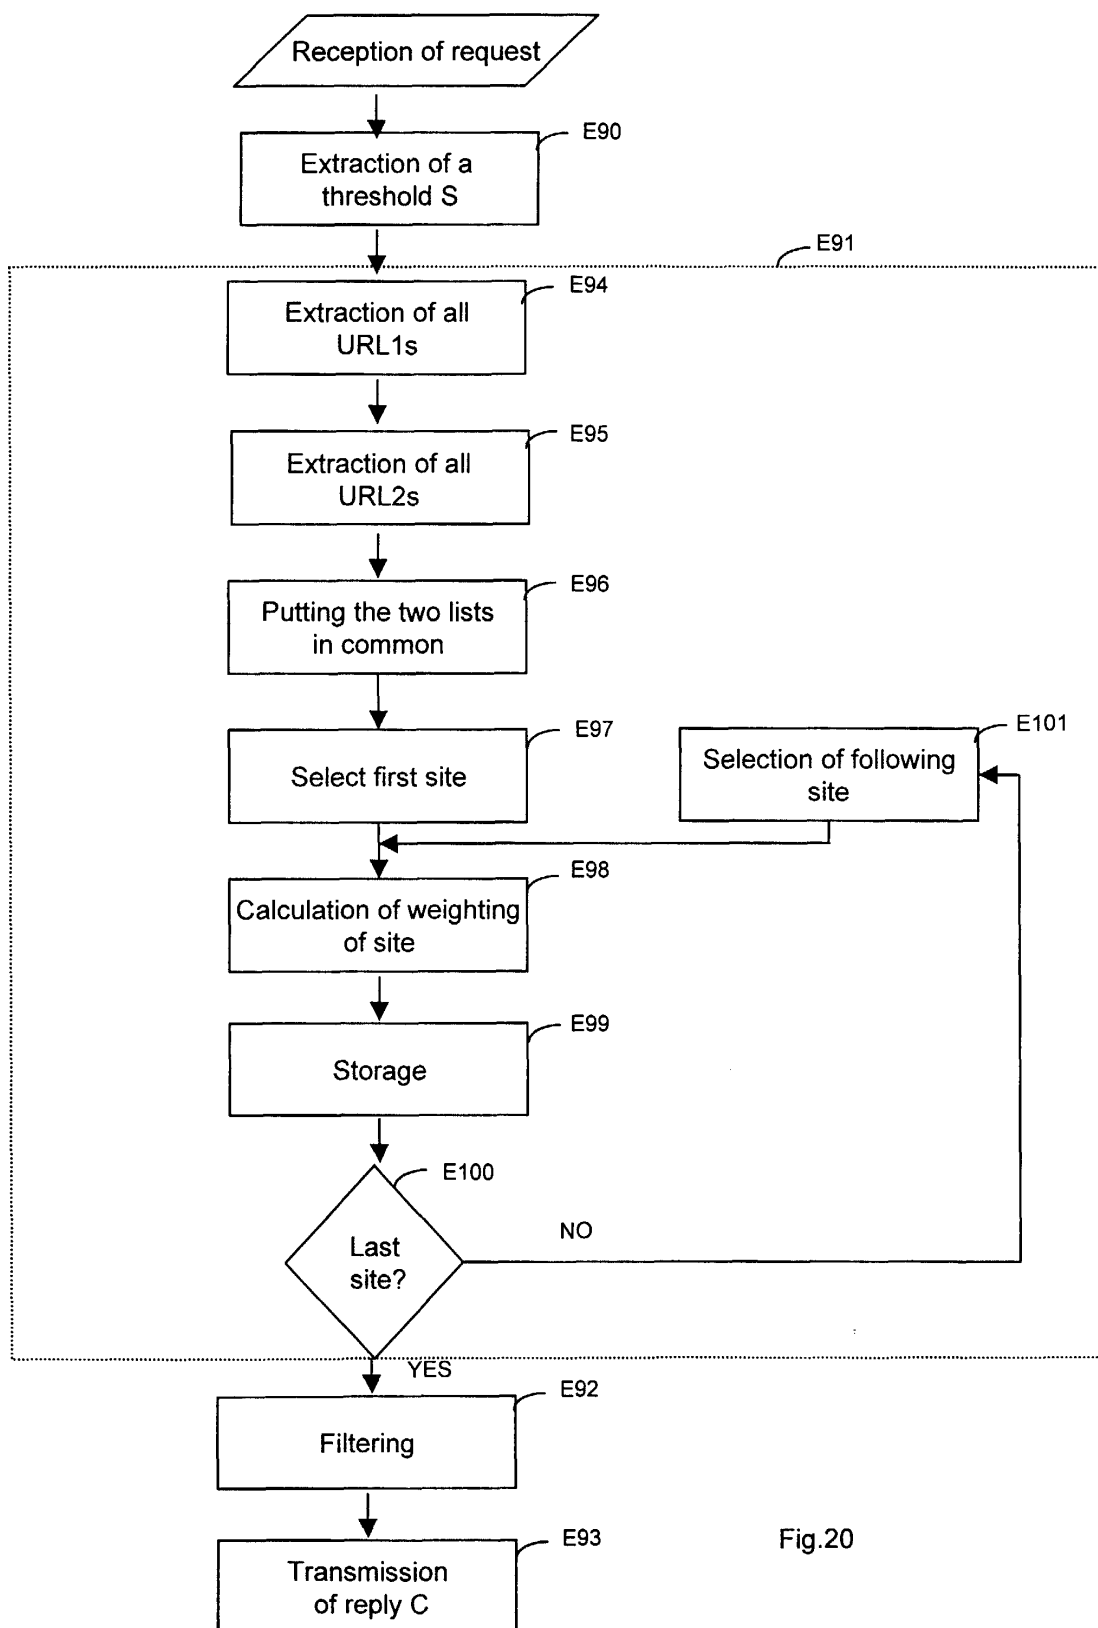 Reception of request
E90
Extraction of a
threshold S
E91
E94
Extraction of all
URL1s
E95
Extraction of all
URL2s
E96
Putting the two lists
in common
E97
Select first site
E101
Selection of following
site
E98
Calculation of weighting
of site
E99
Storage
E100
Last
site?
NO
YES
E92
Filtering
E93
Transmission
of reply C
Fig.20